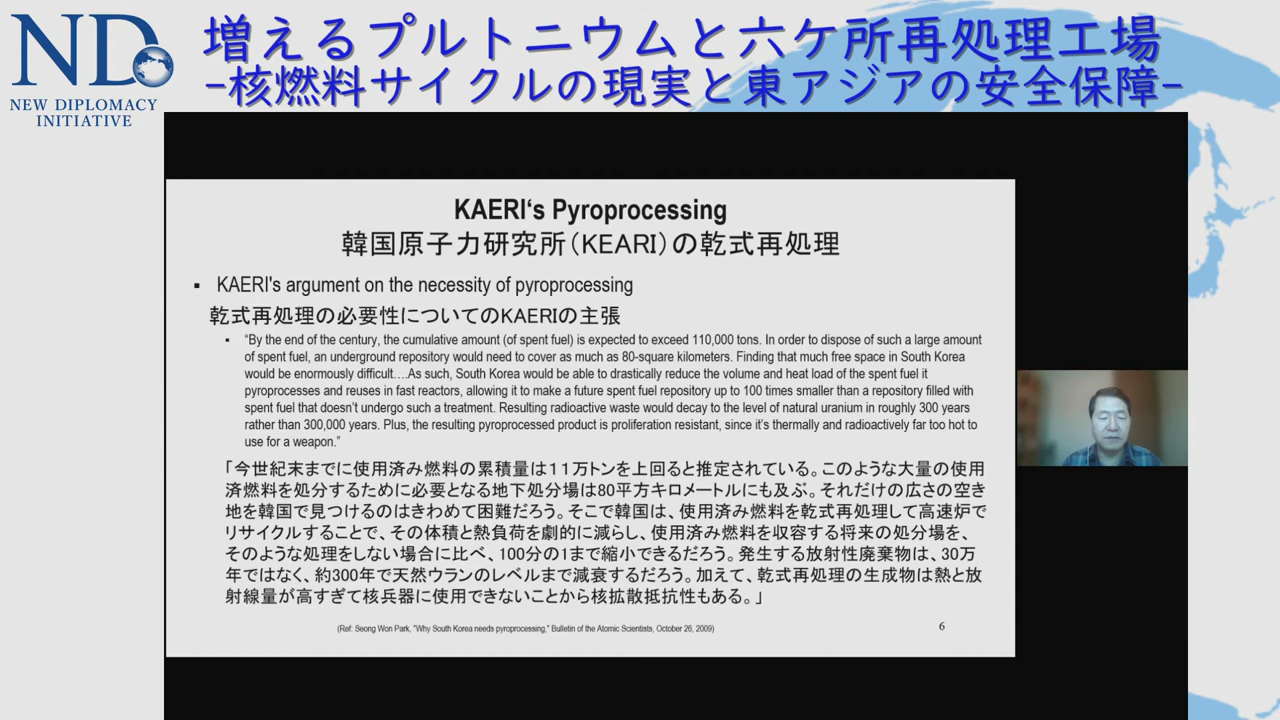 ND
NEW DIPLOMACY
INITIATIVE
増えるプルトニウムと六ケ所再処理工場
-核燃料サイクルの現実と東アジアの安全保障-
KAERI‘s Pyroprocessing
韓国原子力研究所(KEARI)の乾式再処理
▪ KAERI's argument on the necessity of pyroprocessing
乾式再処理の必要性についてのKAERIの主張
▪ “By the end of the century, the cumulative amount (of spent fuel) is expected to exceed 110,000 tons. In order to dispose of such a large amount
of spent fuel, an underground repository would need to cover as much as 80-square kilometers. Finding that much free space in South Korea
would be enormously difficult….As such, South Korea would be able to drastically reduce the volume and heat load of the spent fuel it
pyroprocesses and reuses in fast reactors, allowing it to make a future spent fuel repository up to 100 times smaller than a repository filled with
spent fuel that doesn’t undergo such a treatment. Resulting radioactive waste would decay to the level of natural uranium in roughly 300 years
rather than 300,000 years. Plus, the resulting pyroprocessed product is proliferation resistant, since it’s thermally and radioactively far too hot to
use for a weapon.”
「今世紀末までに使用済み燃料の累積量は11万トンを上回ると推定されている。このような大量の使用
済燃料を処分するために必要となる地下処分場は80平方キロメートルにも及ぶ。それだけの広さの空き
地を韓国で見つけるのはきわめて困難だろう。そこで韓国は、使用済み燃料を乾式再処理して高速炉で
リサイクルすることで、その体積と熱負荷を劇的に減らし、使用済み燃料を収容する将来の処分場を、
そのような処理をしない場合に比べ、100分の1まで縮小できるだろう。発生する放射性廃棄物は、30万
年ではなく、約300年で天然ウランのレベルまで減衰するだろう。加えて、乾式再処理の生成物は熱と放
射線量が高すぎて核兵器に使用できないことから核拡散抵抗性もある。」
(Ref: Seong Won Park, "Why South Korea needs pyroprocessing," Bulletin of the Atomic Scientists, October 26, 2009)
6